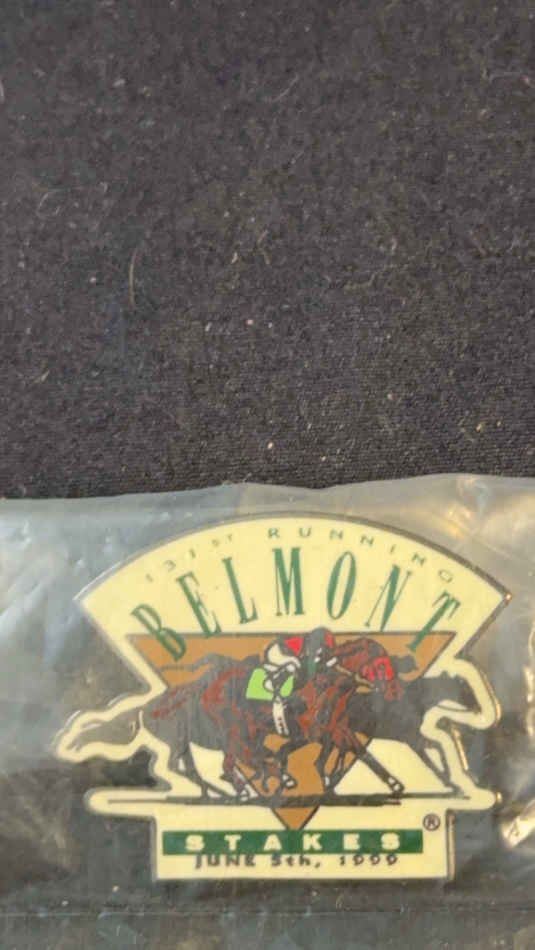 131ST RUNNING
BELMONT
STAKES ®
JUNE 5th, 1999